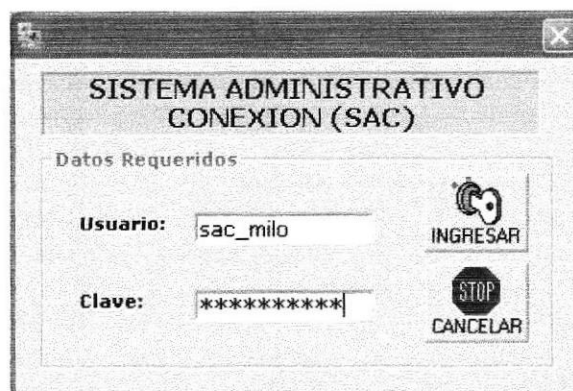 SISTEMA ADMINISTRATIVO
CONEXION (SAC)
Datos Requeridos
Usuario:
sac_milo
INGRESAR
Clave:
**********
STOP
CANCELAR